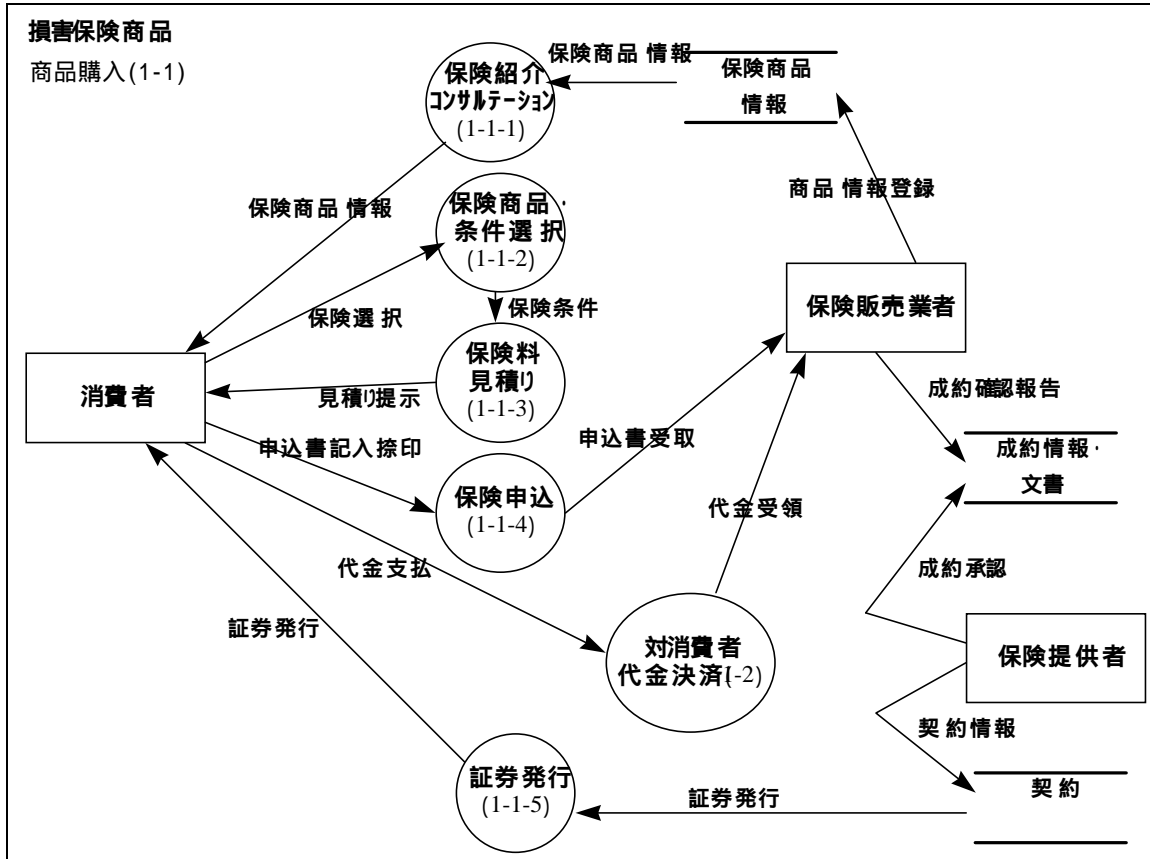 損害保険商品
商品購入(1-1)
保険商品 情報
保険紹介
コンサルテーション
(1-1-1)
保険商品
情報
商品 情報登録
保険商品 情報
保険商品・
条件選択
(1-1-2)
保険選択
保険条件
保険販売業者
消費者
保険料
見積り
(1-1-3)
見積り提示
成約確認報告
申込書記入捺印
申込書受取
成約情報・
文書
保険申込
(1-1-4)
代金受領
代金支払
成約承認
証券発行
対消費者
代金決済(1-2)
保険提供者
契約情報
証券発行
(1-1-5)
証券発行
契約